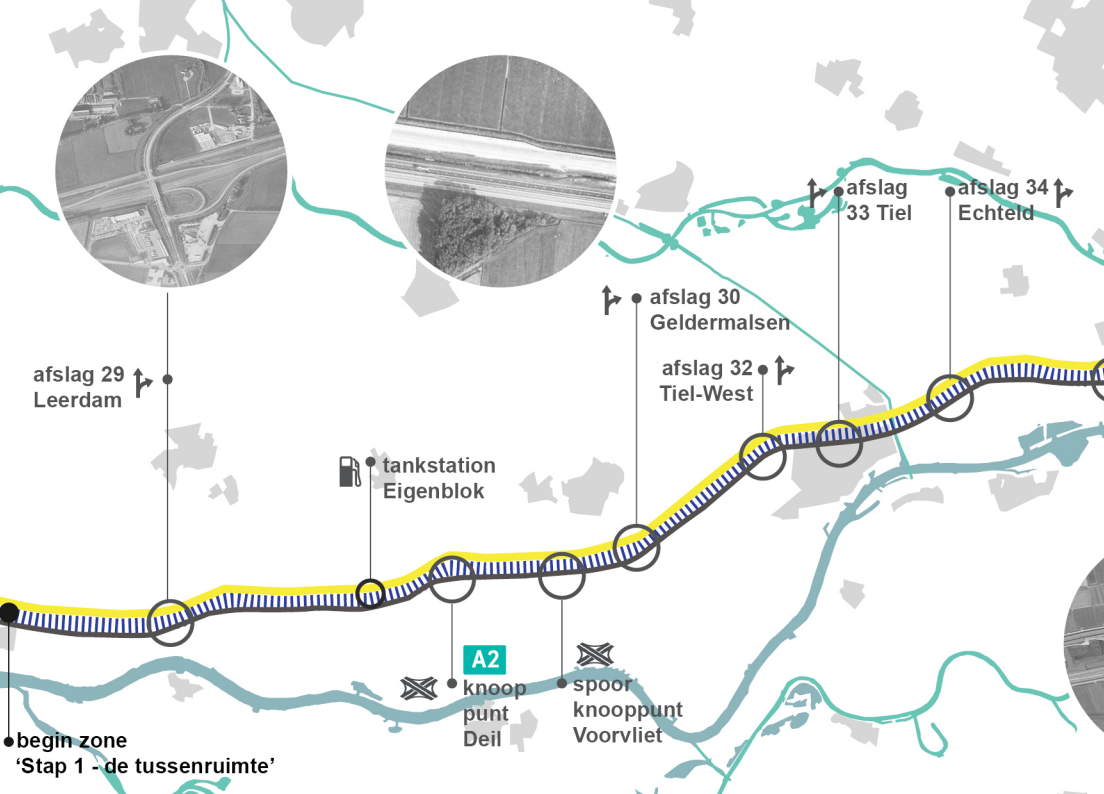 afslag
33 Tiel
afslag 34
Echteld
afslag 30
Geldermalsen
afslag 32
Tiel-West
afslag 29
Leerdam
tankstation
Eigenblok
A2
knoop
punt
Deil
spoor
knooppunt
Voorvliet
begin zone
‘Stap 1 - de tussenruimte’